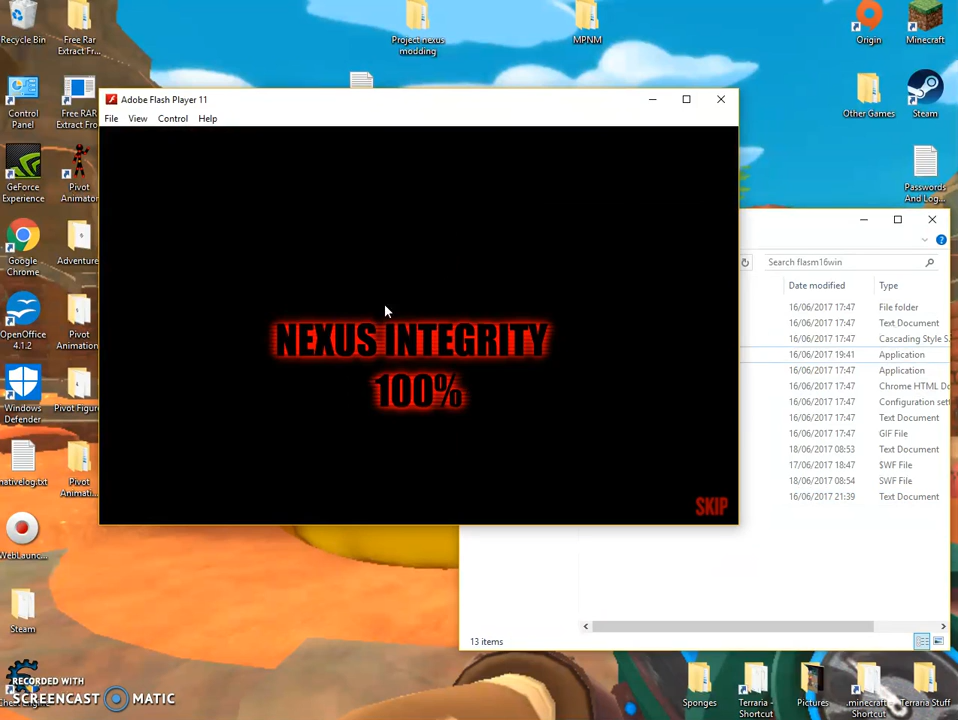 Recycle Bin
Free Rar
Extract Fr...
Project nexus
modding
MPNM
Origin
Minecraft
Control
Panel
Free RAR
Extract Fro
Other Games
Steam
GeForce
Experience
Pivot
Animator
Passwords
And Log...
Google
Chrome
Adventure
OpenOffice
4.1.2
Pivot
Animation
Windows
Defender
Pivot Figur
nativelog.txt
Pivot
Animati...
WebLaunc...
Steam
Adobe Flash Player 11
File View Control Help
NEXUS INTEGRITY
100%
SKIP
Search flasm16win
Date modified Type
16/06/2017 17:47 File folder
16/06/2017 17:47 Text Document
16/06/2017 17:47 Cascading Style S
16/06/2017 19:41 Application
16/06/2017 17:47 Application
16/06/2017 17:47 Chrome HTML Do
16/06/2017 17:47 Configuration sett
16/06/2017 17:47 Text Document
16/06/2017 17:47 GIF File
18/06/2017 08:53 Text Document
17/06/2017 18:47 $WF File
18/06/2017 08:54 SWF File
16/06/2017 21:39 Text Document
13 items
RECORDED WITH
SCREENCAST MATIC
Sponges
Terraria -
Shortcut
Pictures
.minecraft
Shortcut
Terraria Stuff